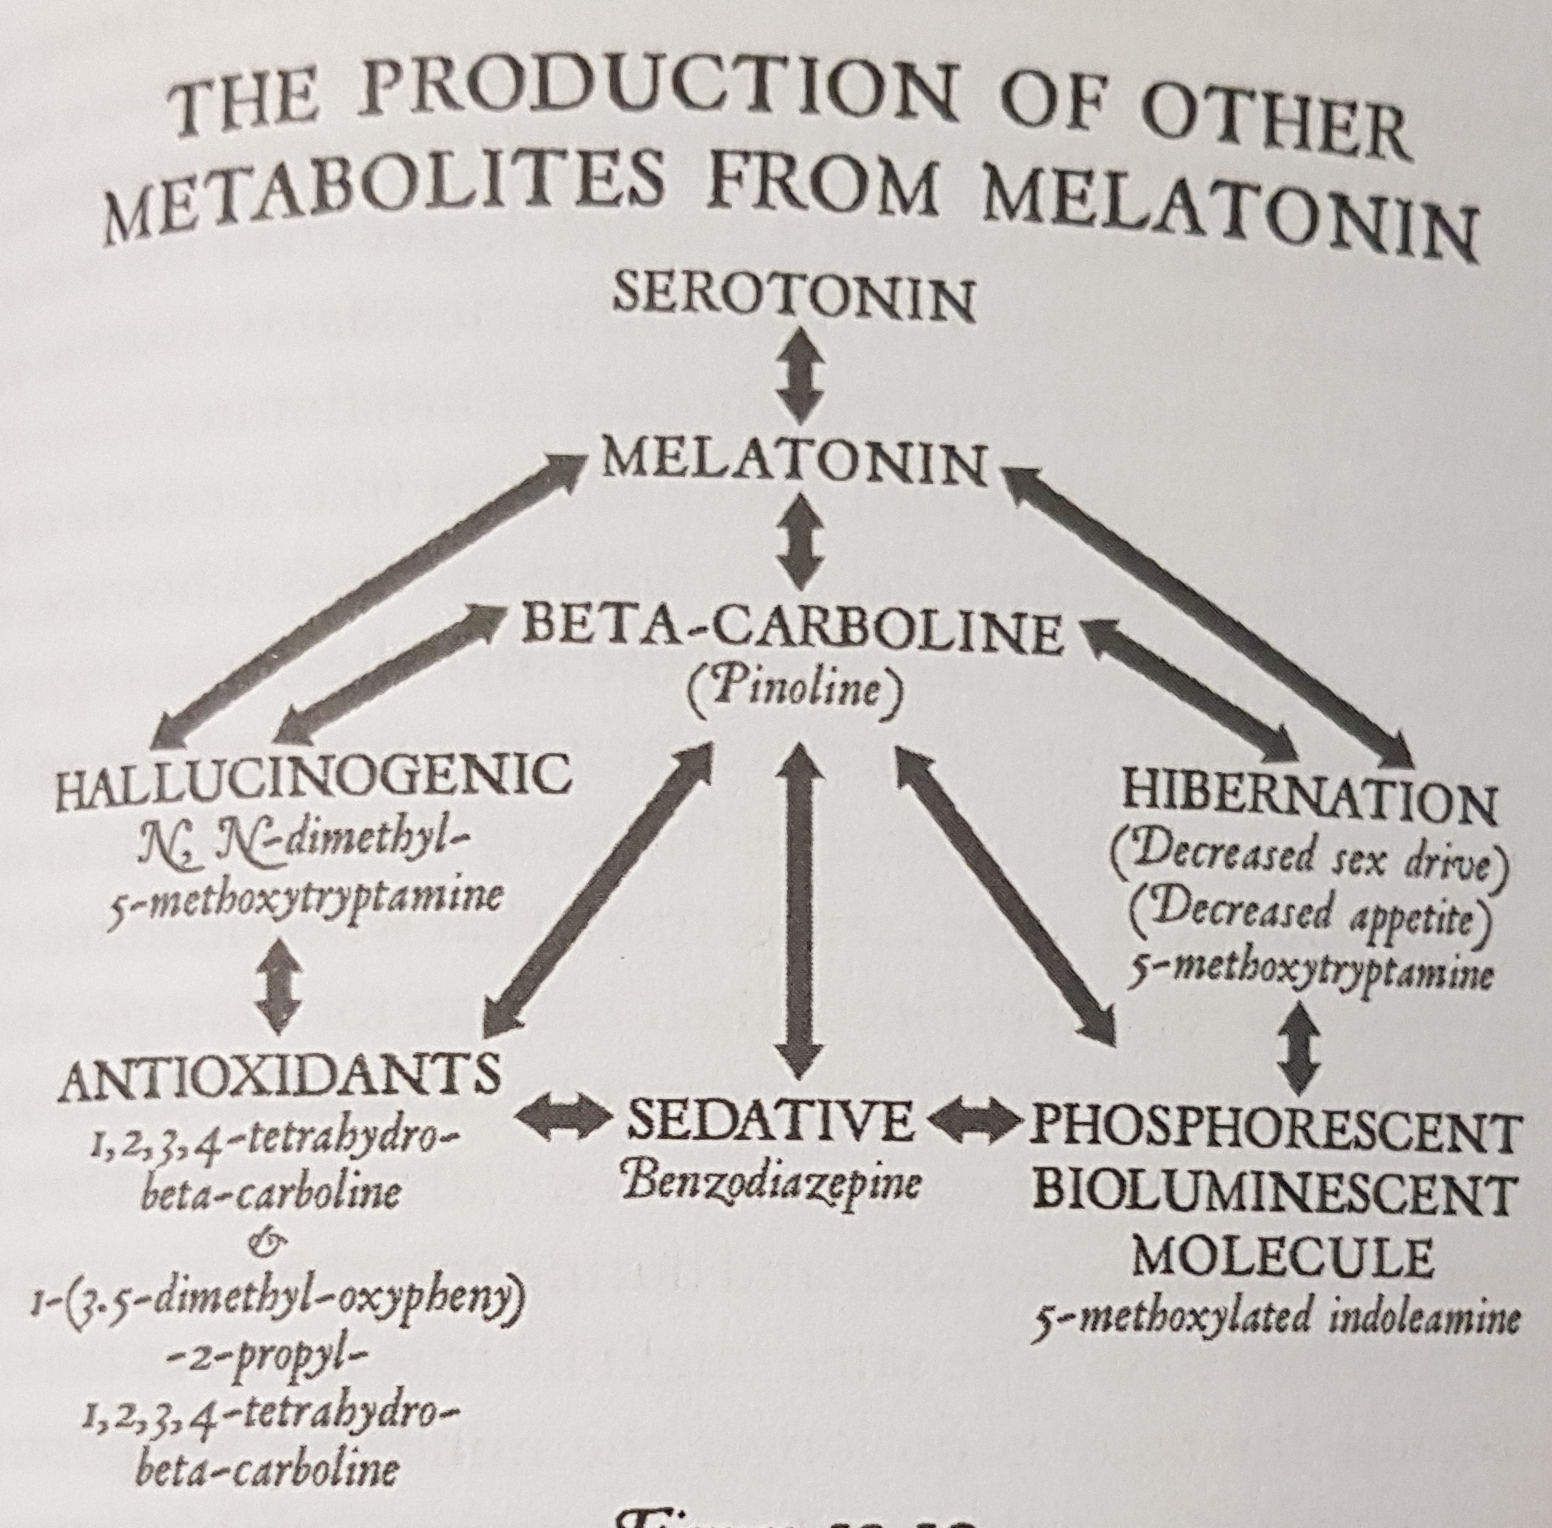 THE PRODUCTION OF OTHER
METABOLITES FROM MELATONIN
SEROTONIN
MELATONIN
BETA-CARBOLINE
(Pinoline)
HALLUCINOGENIC
N, N-dimethyl-
5-methoxytryptamine
HIBERNATION
(Decreased sex drive)
(Decreased appetite)
5-methoxytryptamine
ANTIOXIDANTS
1,2,3,4-tetrahydro-
beta-carboline
&
1-(3.5-dimethyl-oxypheny)
-2-propyl-
1,2,3,4-tetrahydro-
beta-carboline
SEDATIVE
Benzodiazepine
PHOSPHORESCENT
BIOLUMINESCENT
MOLECULE
5-methoxylated indoleamine